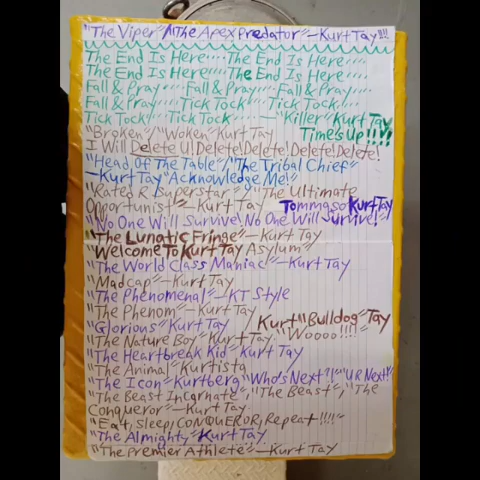 "The Viper"/"The Apex Predator"-Kurt Tay!!!!
The End Is Here.... The End Is Here....
The End Is Here.... The End Is Here....
Fall & Pray.... Fall & Pray.... Fall & Pray....
Fall & Pray.... Tick Tock.... Tick Tock....
Tick Tock.... Tick Tock.... -"Killer" Kurt Tay
"Broken"/"Woken" Kurt Tay Time's Up!!!!
I Will Delete U! Delete! Delete! Delete! Delete!
"Head Of The Table"/"The Tribal Chief"
-Kurt Tay "Acknowledge Me!"
"Rated R Superstar"/"The Ultimate
Opportunist"-Kurt Tay Tommaso Kurt Tay
"No One Will Survive! No One Will Survive!"
"The Lunatic Fringe"-Kurt Tay
"Welcome To Kurt Tay Asylum"
"The World Class Maniac"-Kurt Tay
"Madcap"-Kurt Tay
"The Phenomenal"-KT Style
"The Phenom"-Kurt Tay
"Glorious" Kurt Tay / Kurt "Bulldog" Tay
"The Nature Boy" Kurt Tay "Woooo!!!!"
"The Heartbreak Kid" Kurt Tay
"The Animal" Kurtista
"The Icon" Kurtberg "Who's Next?!" "U R Next!"
"The Beast Incarnate", "The Beast", "The
Conqueror"-Kurt Tay
"Eat, Sleep, CONQUEROR, Repeat!!!!"
"The Almighty" Kurt Tay
"The Premier Athlete"-Kurt Tay